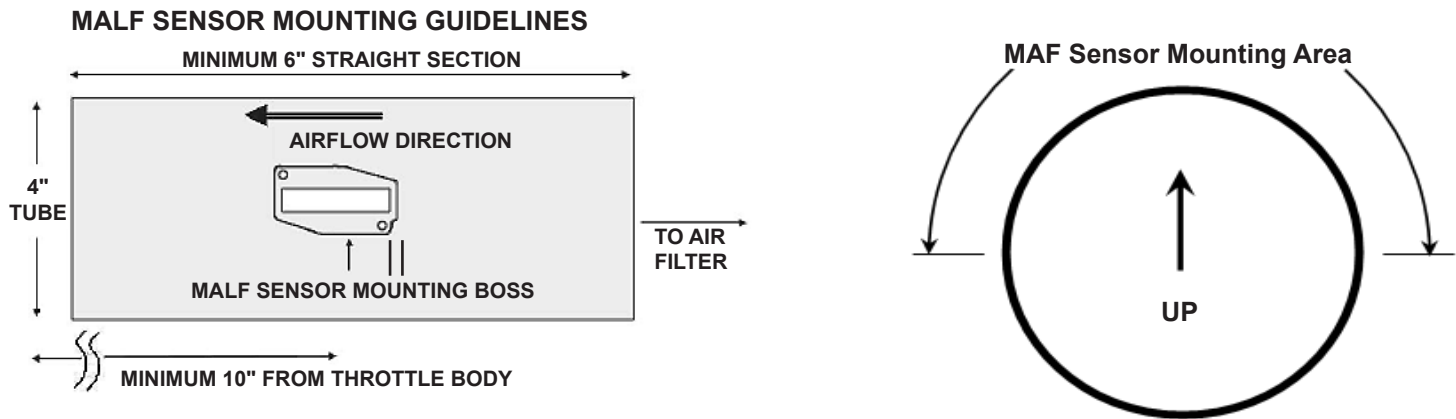 MALF SENSOR MOUNTING GUIDELINES
MINIMUM 6" STRAIGHT SECTION
AIRFLOW DIRECTION
4"
TUBE
TO AIR
FILTER
MALF SENSOR MOUNTING BOSS
MINIMUM 10" FROM THROTTLE BODY
MAF Sensor Mounting Area
UP